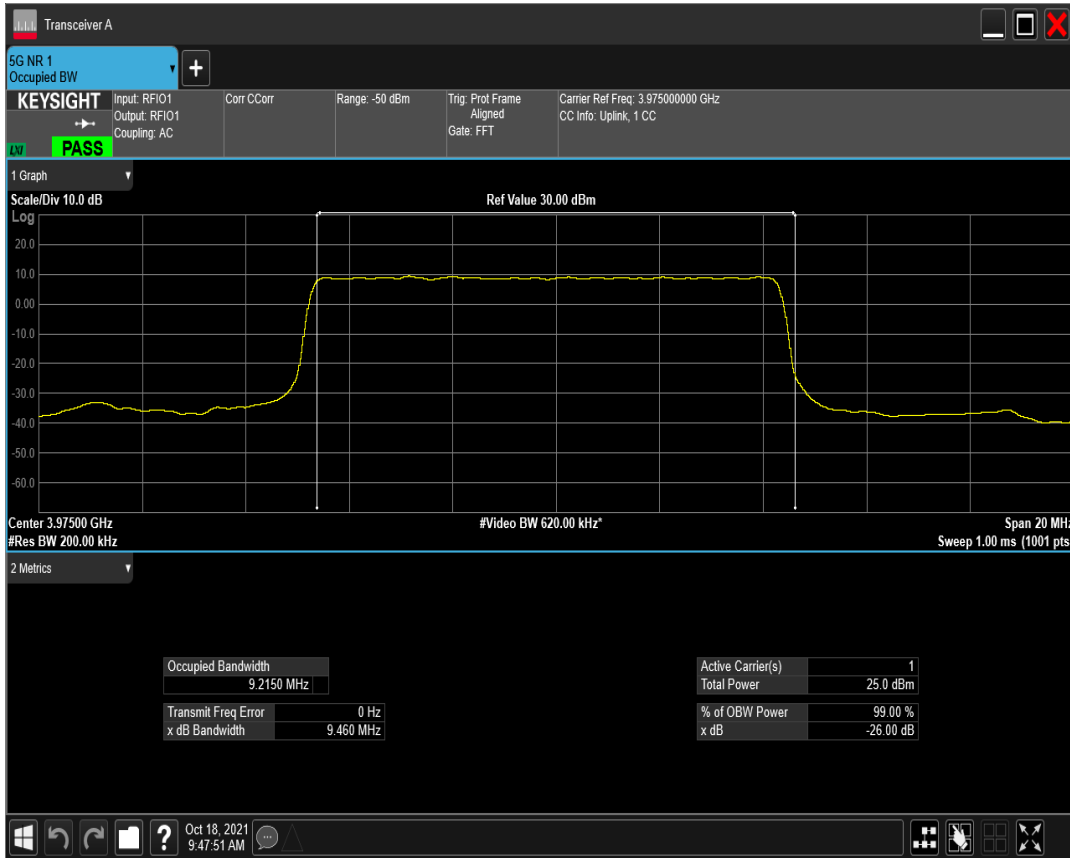 Transceiver A
5G NR 1
Occupied BW
KEYSIGHT
LXI
PASS
Input: RFIO1
Output: RFIO1
Coupling: AC
Corr CCorr
Range: -50 dBm
Trig: Prot Frame
Aligned
Gate: FFT
Carrier Ref Freq: 3.975000000 GHz
CC Info: Uplink, 1 CC
1 Graph
Scale/Div 10.0 dB
Ref Value 30.00 dBm
Log
20.0
10.0
0.00
-10.0
-20.0
-30.0
-40.0
-50.0
-60.0
Center 3.97500 GHz
#Video BW 620.00 kHz*
Span 20 MHz
#Res BW 200.00 kHz
Sweep 1.00 ms (1001 pts
2 Metrics
Occupied Bandwidth
9.2150 MHz
Transmit Freq Error 0 Hz
x dB Bandwidth 9.460 MHz
Active Carrier(s) 1
Total Power 25.0 dBm
% of OBW Power 99.00 %
x dB -26.00 dB
?
Oct 18, 2021
9:47:51 AM